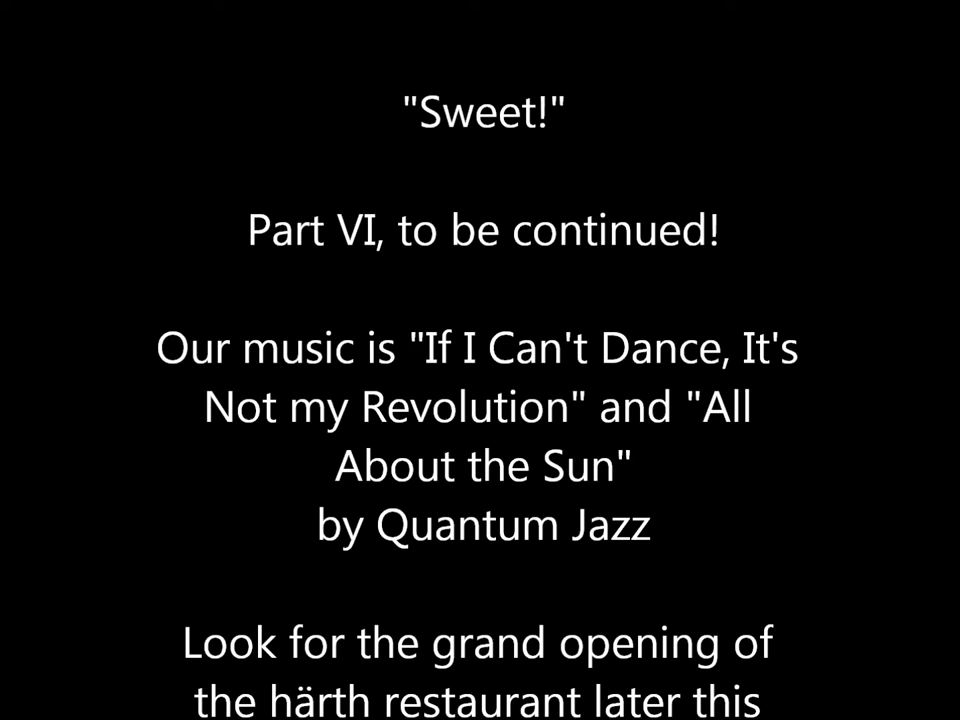 "Sweet!"
Part VI, to be continued!
Our music is "If I Can't Dance, It's
Not my Revolution" and "All
About the Sun"
by Quantum Jazz
Look for the grand opening of
the härth restaurant later this